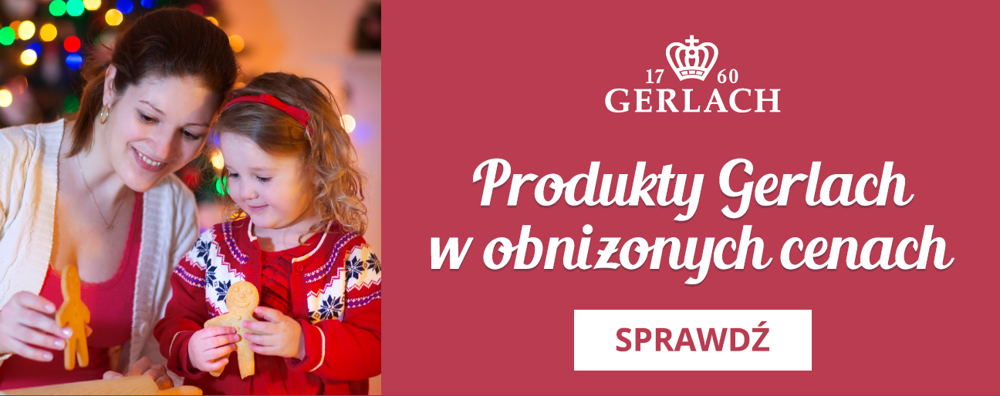 17 60
GERLACH
Produkty Gerlach
w obniżonych cenach
SPRAWDŹ